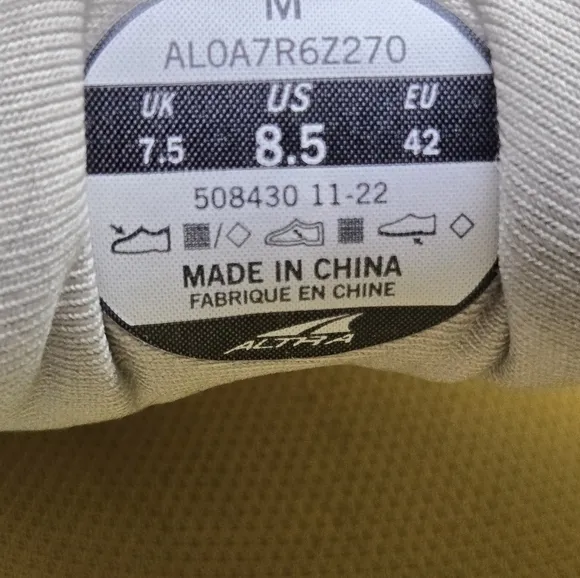 M
AL0A7R6Z270
UK US EU
7.5 8.5 42
508430 11-22
MADE IN CHINA
FABRIQUE EN CHINE
ALTRA